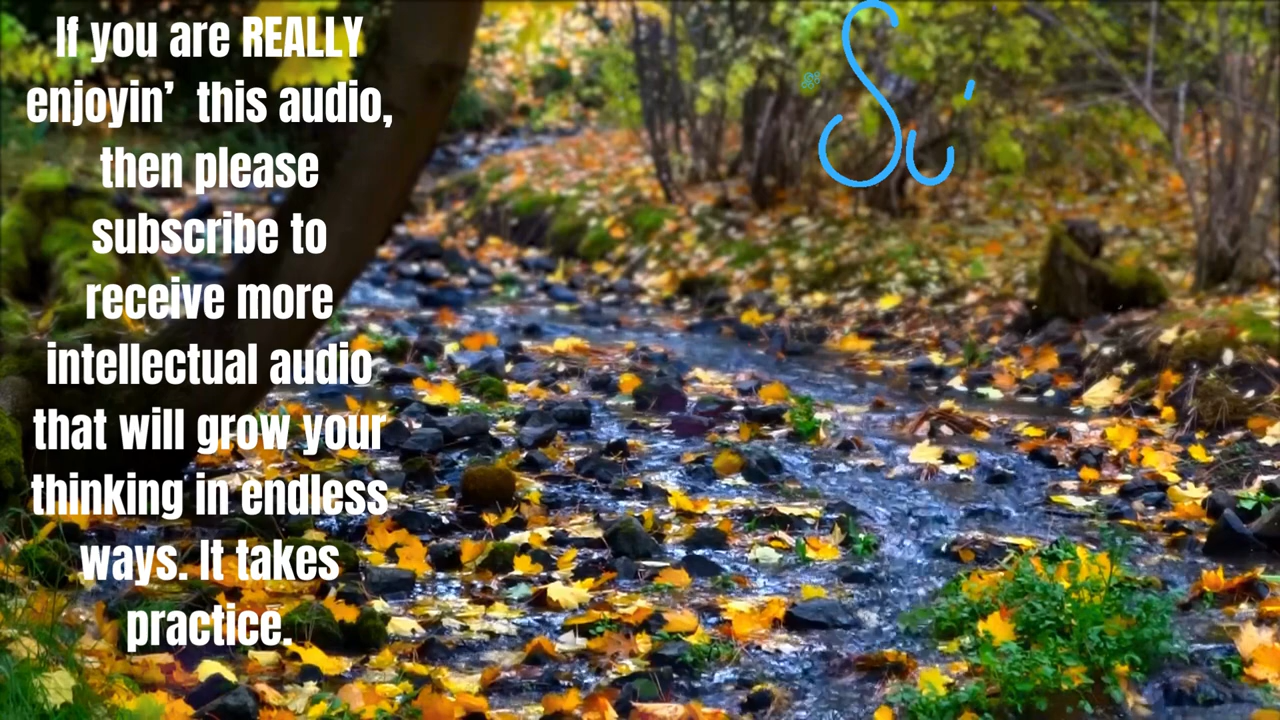 If you are REALLY
enjoyin’ this audio,
then please
subscribe to
receive more
intellectual audio
that will grow your
thinking in endless
ways. It takes
practice.